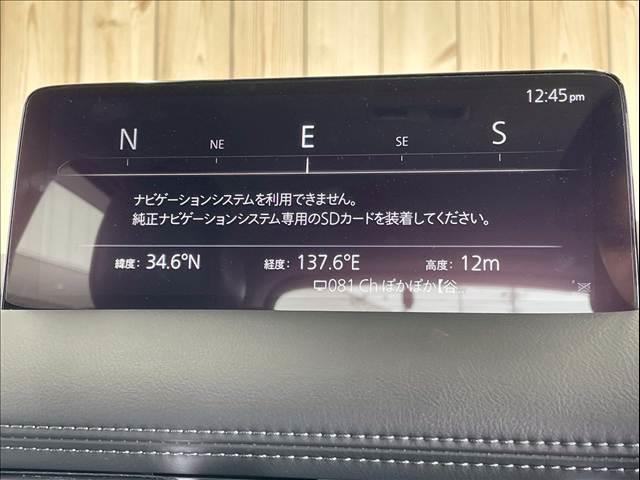 12:45pm
N NE E SE S
ナビゲーションシステムを利用できません。
純正ナビゲーションシステム専用のSDカードを装着してください。
緯度: 34.6°N 経度: 137.6°E 高度: 12m
081 Ch ぽかぽか【谷...